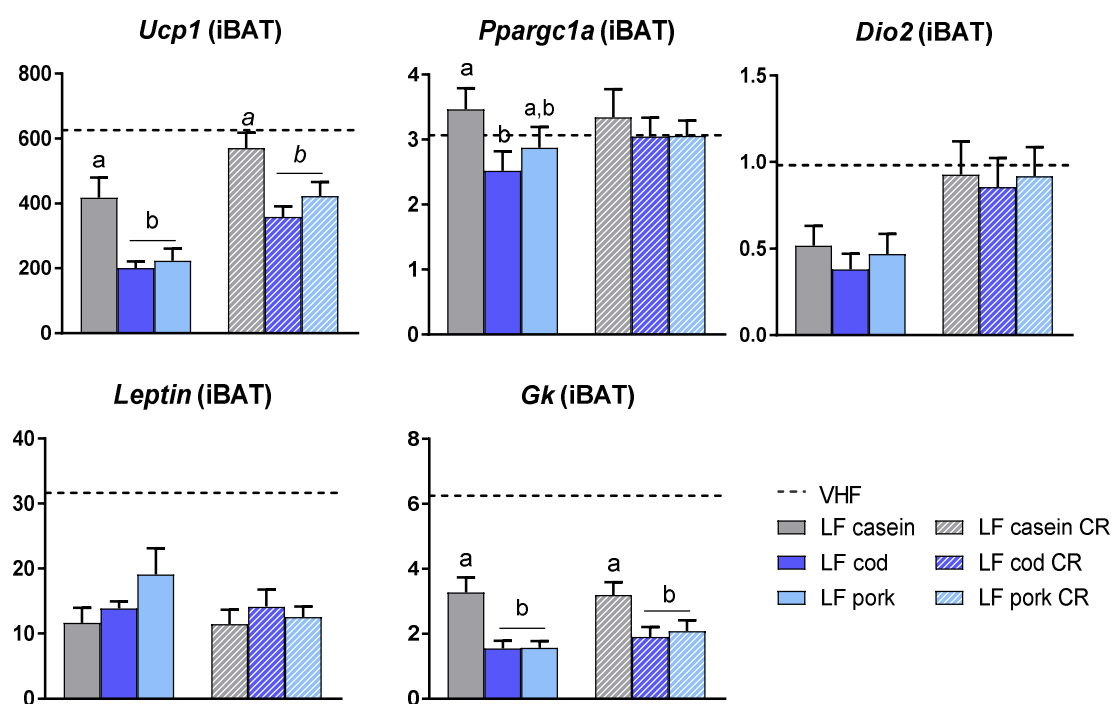 Ucp1 (iBAT)
800
600
400
200
0
a
b
a
b
Ppargc1a (iBAT)
4
3
2
1
0
a
b
a,b
Dio2 (iBAT)
1.5
1.0
0.5
0.0
Leptin (iBAT)
40
30
20
10
0
Gk (iBAT)
8
6
4
2
0
a
b
a
b
VHF
LF casein
LF casein CR
LF cod
LF cod CR
LF pork
LF pork CR